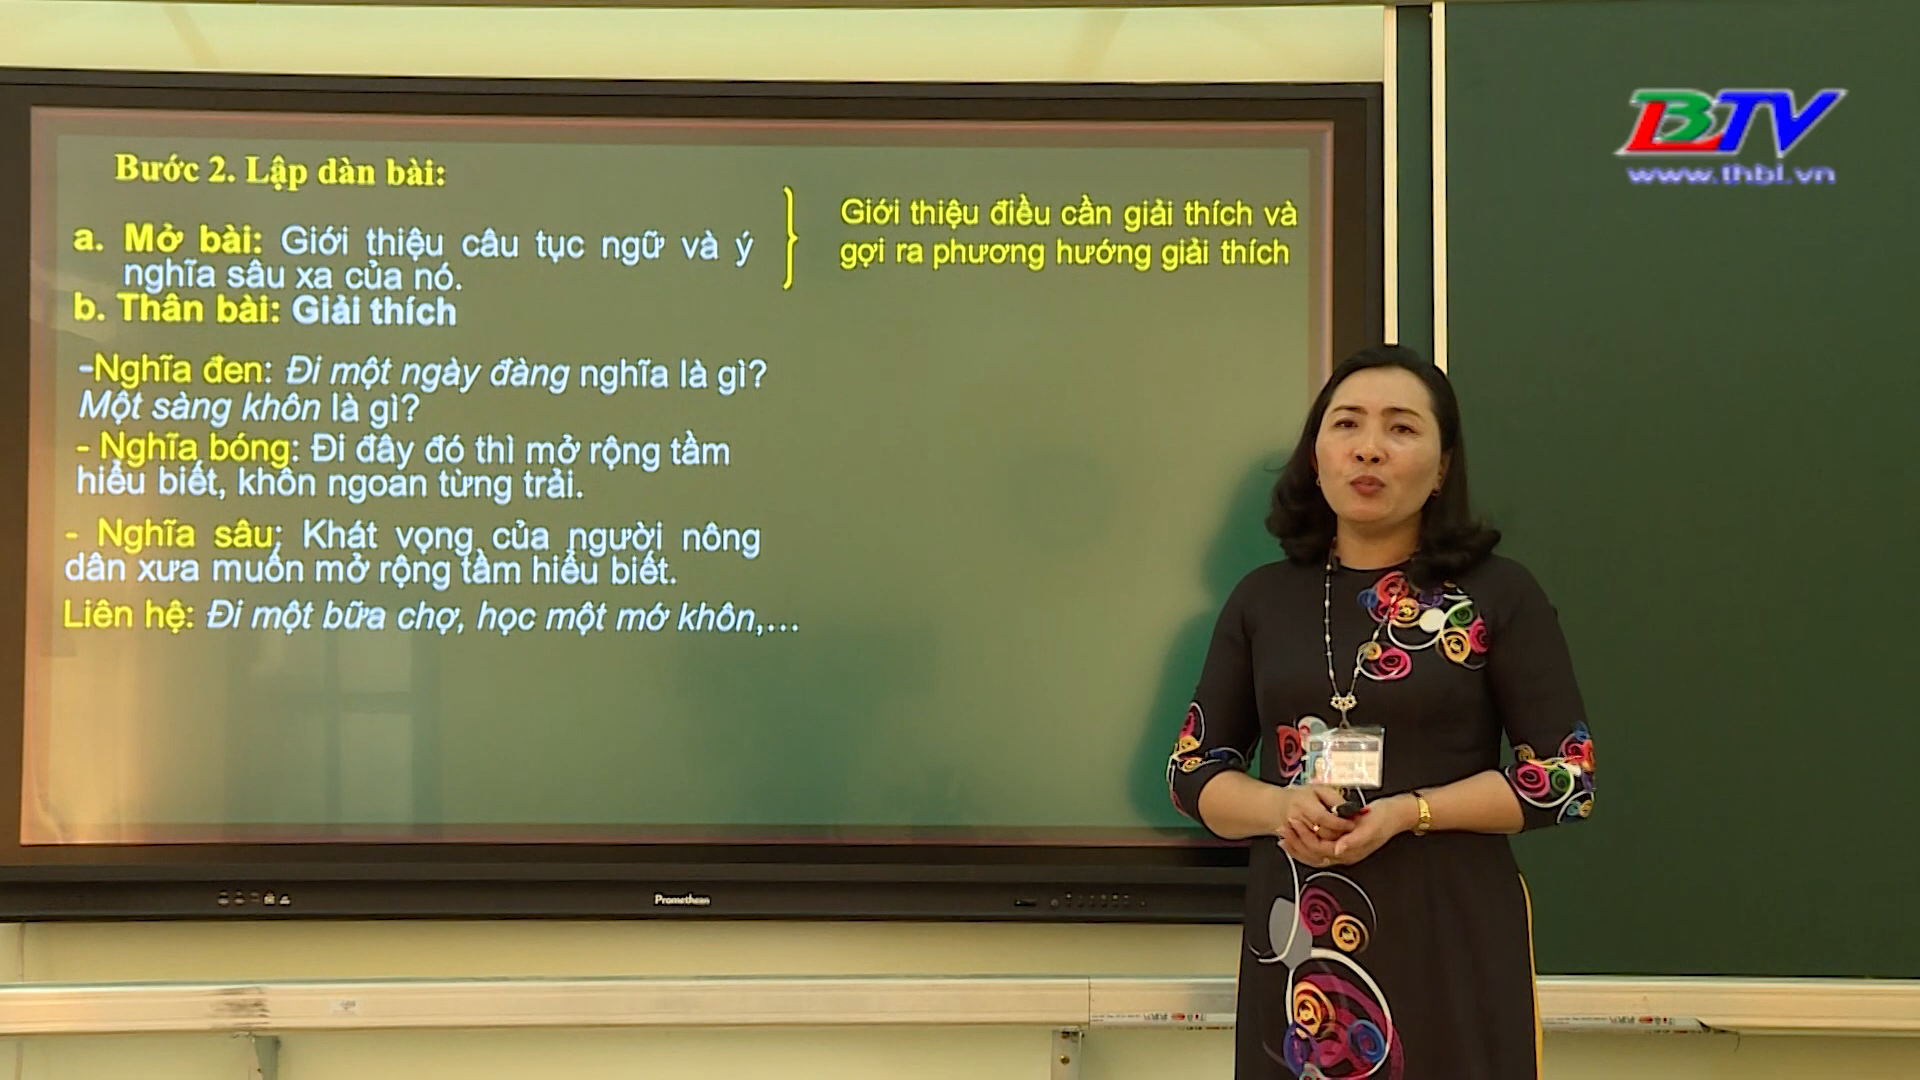 BTV
www.thbl.vn
Bước 2. Lập dàn bài:
a. Mở bài: Giới thiệu câu tục ngữ và ý
nghĩa sâu xa của nó.
Giới thiệu điều cần giải thích và
gợi ra phương hướng giải thích
b. Thân bài: Giải thích
-Nghĩa đen: Đi một ngày đàng nghĩa là gì?
Một sàng khôn là gì?
- Nghĩa bóng: Đi đây đó thì mở rộng tầm
hiểu biết, khôn ngoan từng trải.
- Nghĩa sâu: Khát vọng của người nông
dân xưa muốn mở rộng tầm hiểu biết.
Liên hệ: Đi một bữa chợ, học một mớ khôn,...
Promethean